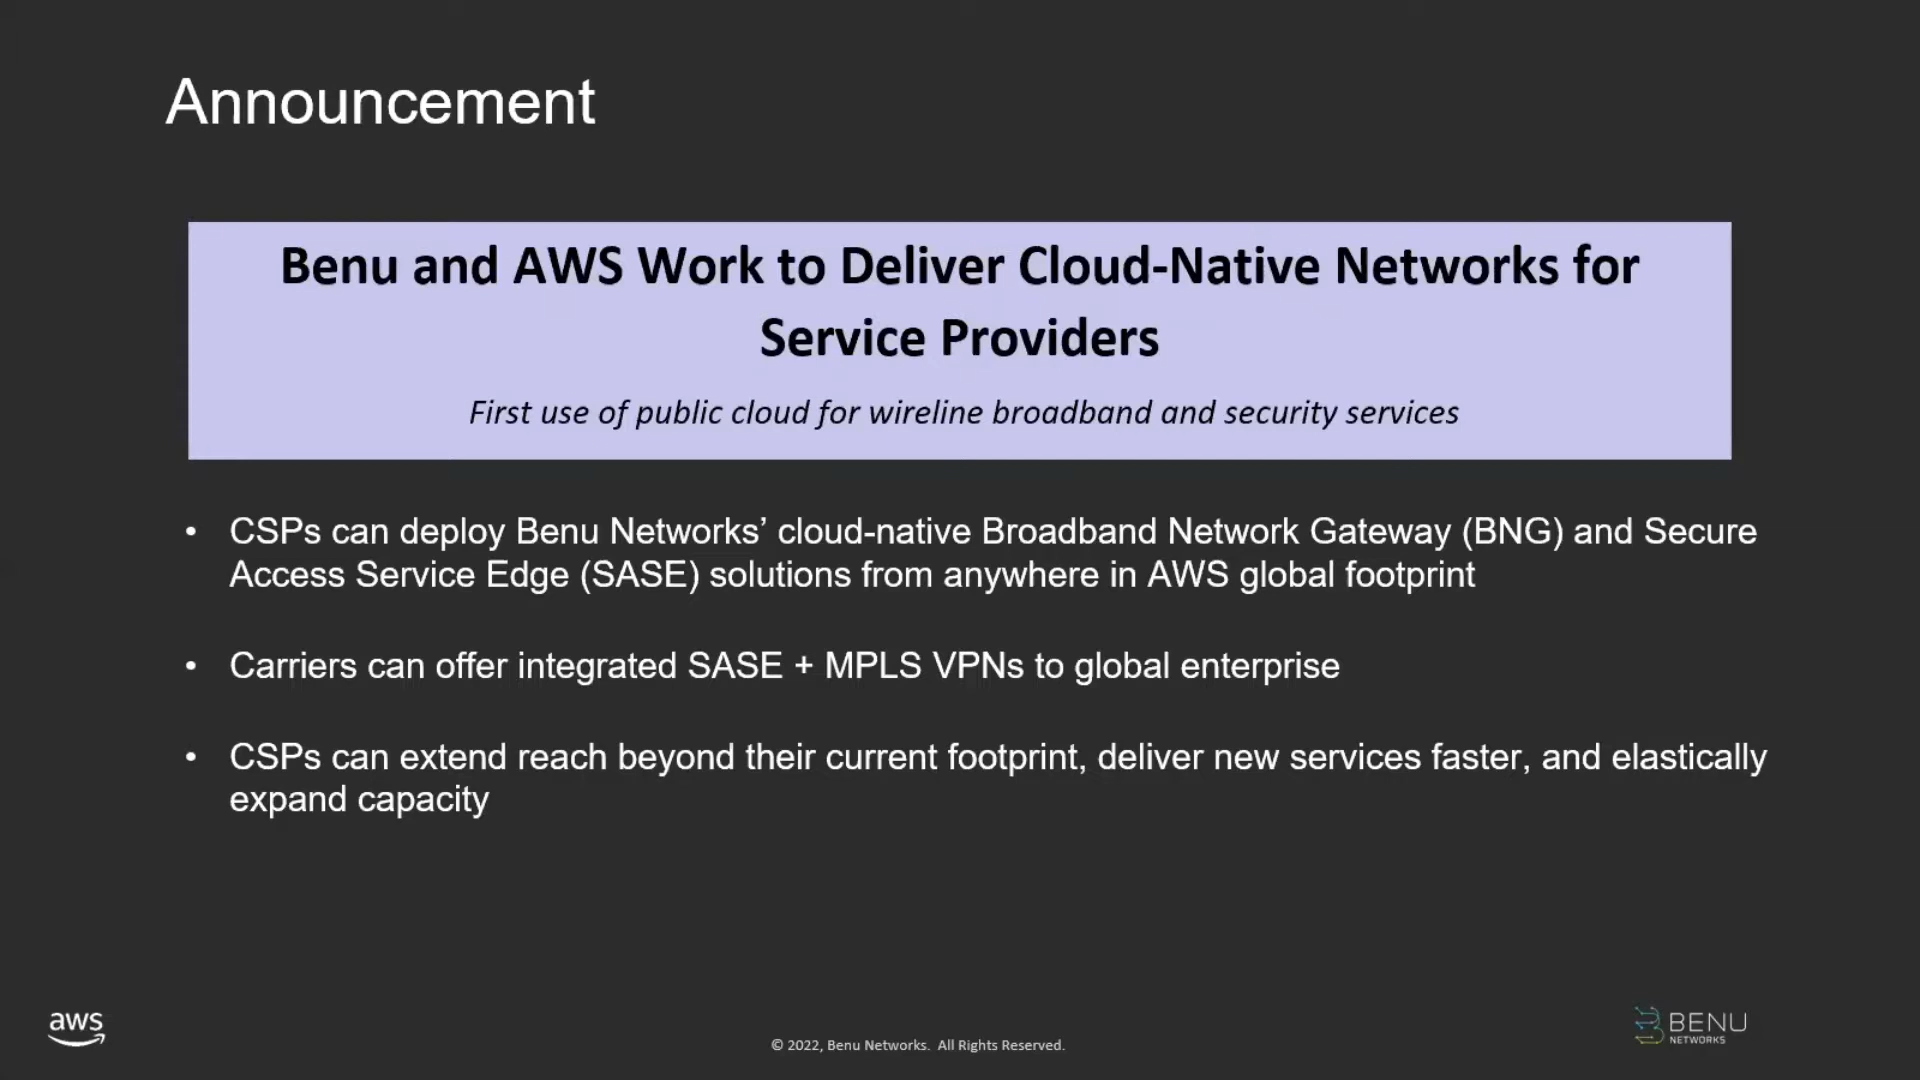 Announcement
Benu and AWS Work to Deliver Cloud-Native Networks for
Service Providers
First use of public cloud for wireline broadband and security services
• CSPs can deploy Benu Networks’ cloud-native Broadband Network Gateway (BNG) and Secure
Access Service Edge (SASE) solutions from anywhere in AWS global footprint
• Carriers can offer integrated SASE + MPLS VPNs to global enterprise
• CSPs can extend reach beyond their current footprint, deliver new services faster, and elastically
expand capacity
aws
© 2022, Benu Networks. All Rights Reserved.
BENU
NETWORKS